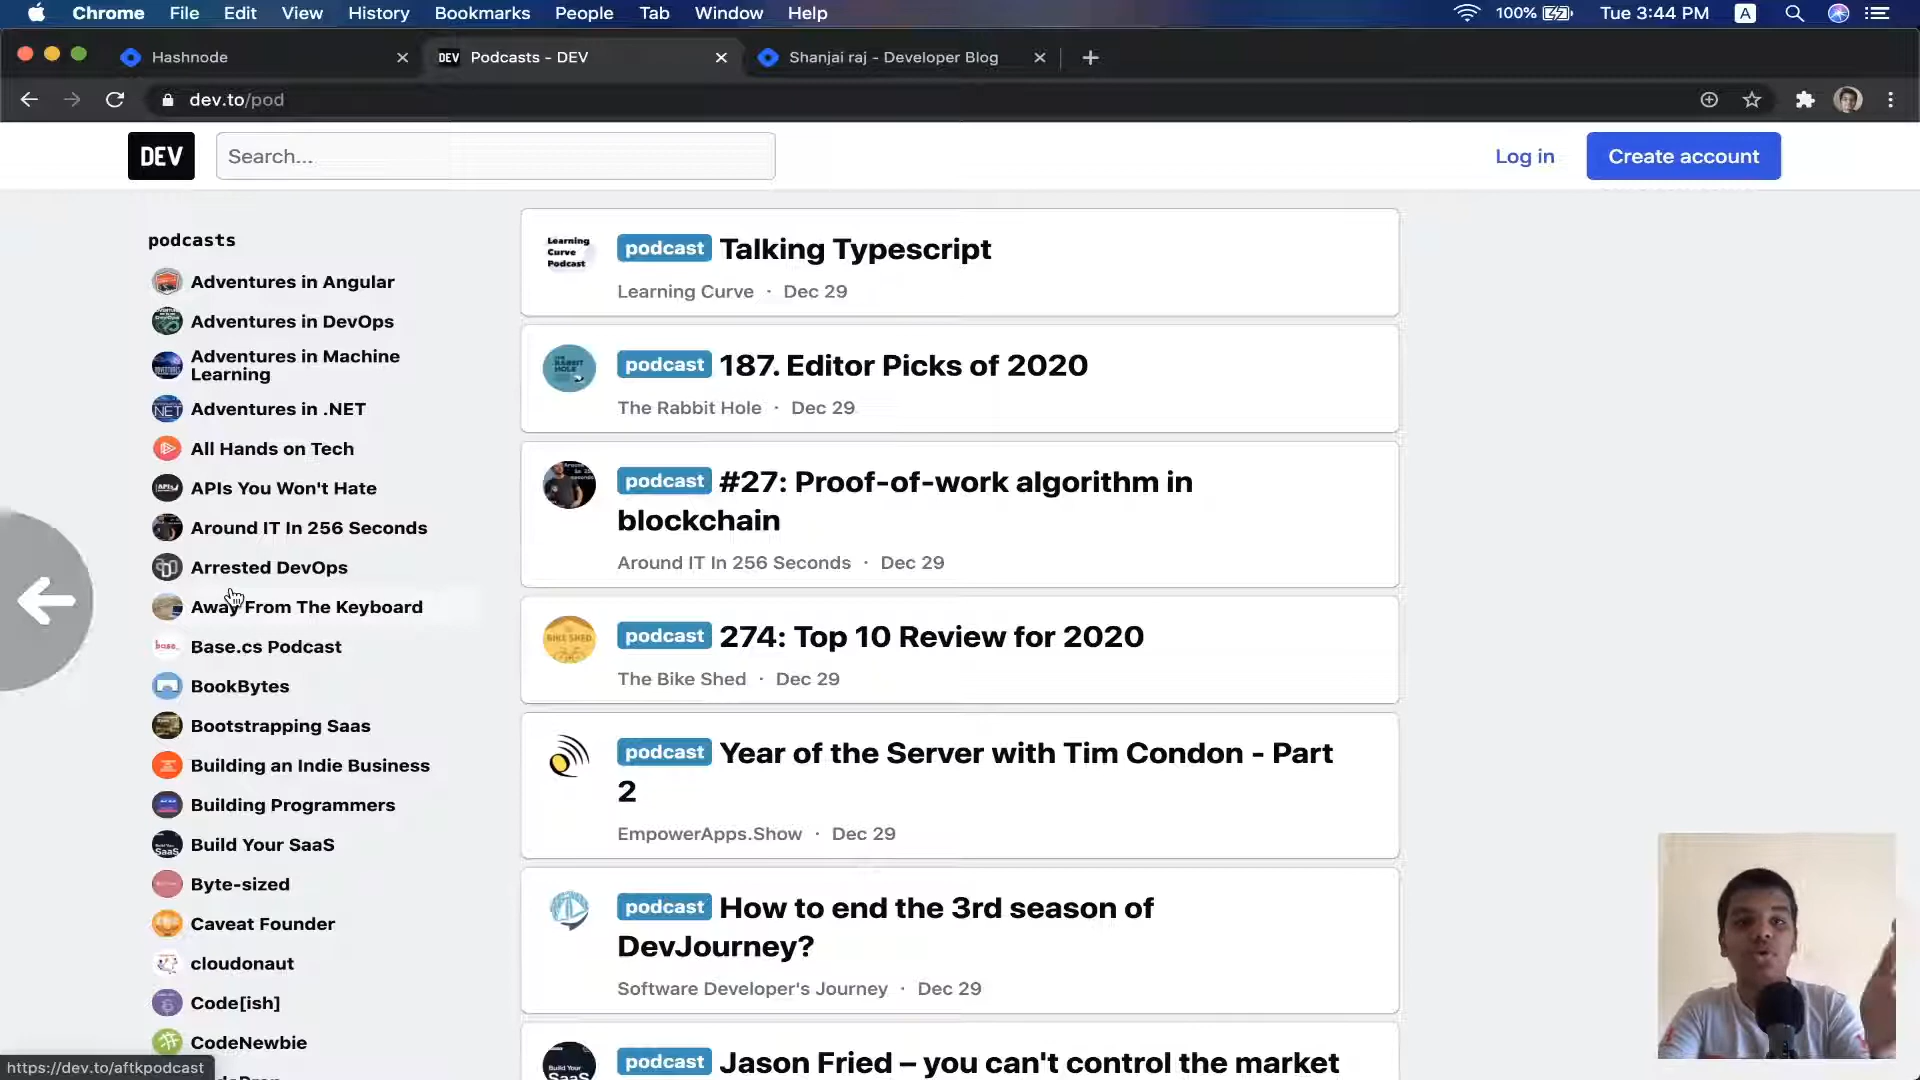 Chrome File Edit View History Bookmarks People Tab Window Help
100% Tue 3:44 PM A
Hashnode
DEV Podcasts - DEV
Shanjai raj - Developer Blog
dev.to/pod
DEV
Search...
Log in
Create account
podcasts
Adventures in Angular
Adventures in DevOps
Adventures in Machine
Learning
Adventures in .NET
All Hands on Tech
APIs You Won't Hate
Around IT In 256 Seconds
Arrested DevOps
Away From The Keyboard
Base.cs Podcast
BookBytes
Bootstrapping Saas
Building an Indie Business
Building Programmers
Build Your SaaS
Byte-sized
Caveat Founder
cloudonaut
Code[ish]
CodeNewbie
https://dev.to/aftkpodcast
Learning
Curve
Podcast
podcast Talking Typescript
Learning Curve · Dec 29
podcast 187. Editor Picks of 2020
The Rabbit Hole · Dec 29
podcast #27: Proof-of-work algorithm in
blockchain
Around IT In 256 Seconds · Dec 29
BIKE SHED
podcast 274: Top 10 Review for 2020
The Bike Shed · Dec 29
podcast Year of the Server with Tim Condon - Part
2
EmpowerApps.Show · Dec 29
podcast How to end the 3rd season of
DevJourney?
Software Developer's Journey · Dec 29
Build Your
SaaS
podcast Jason Fried – you can't control the market